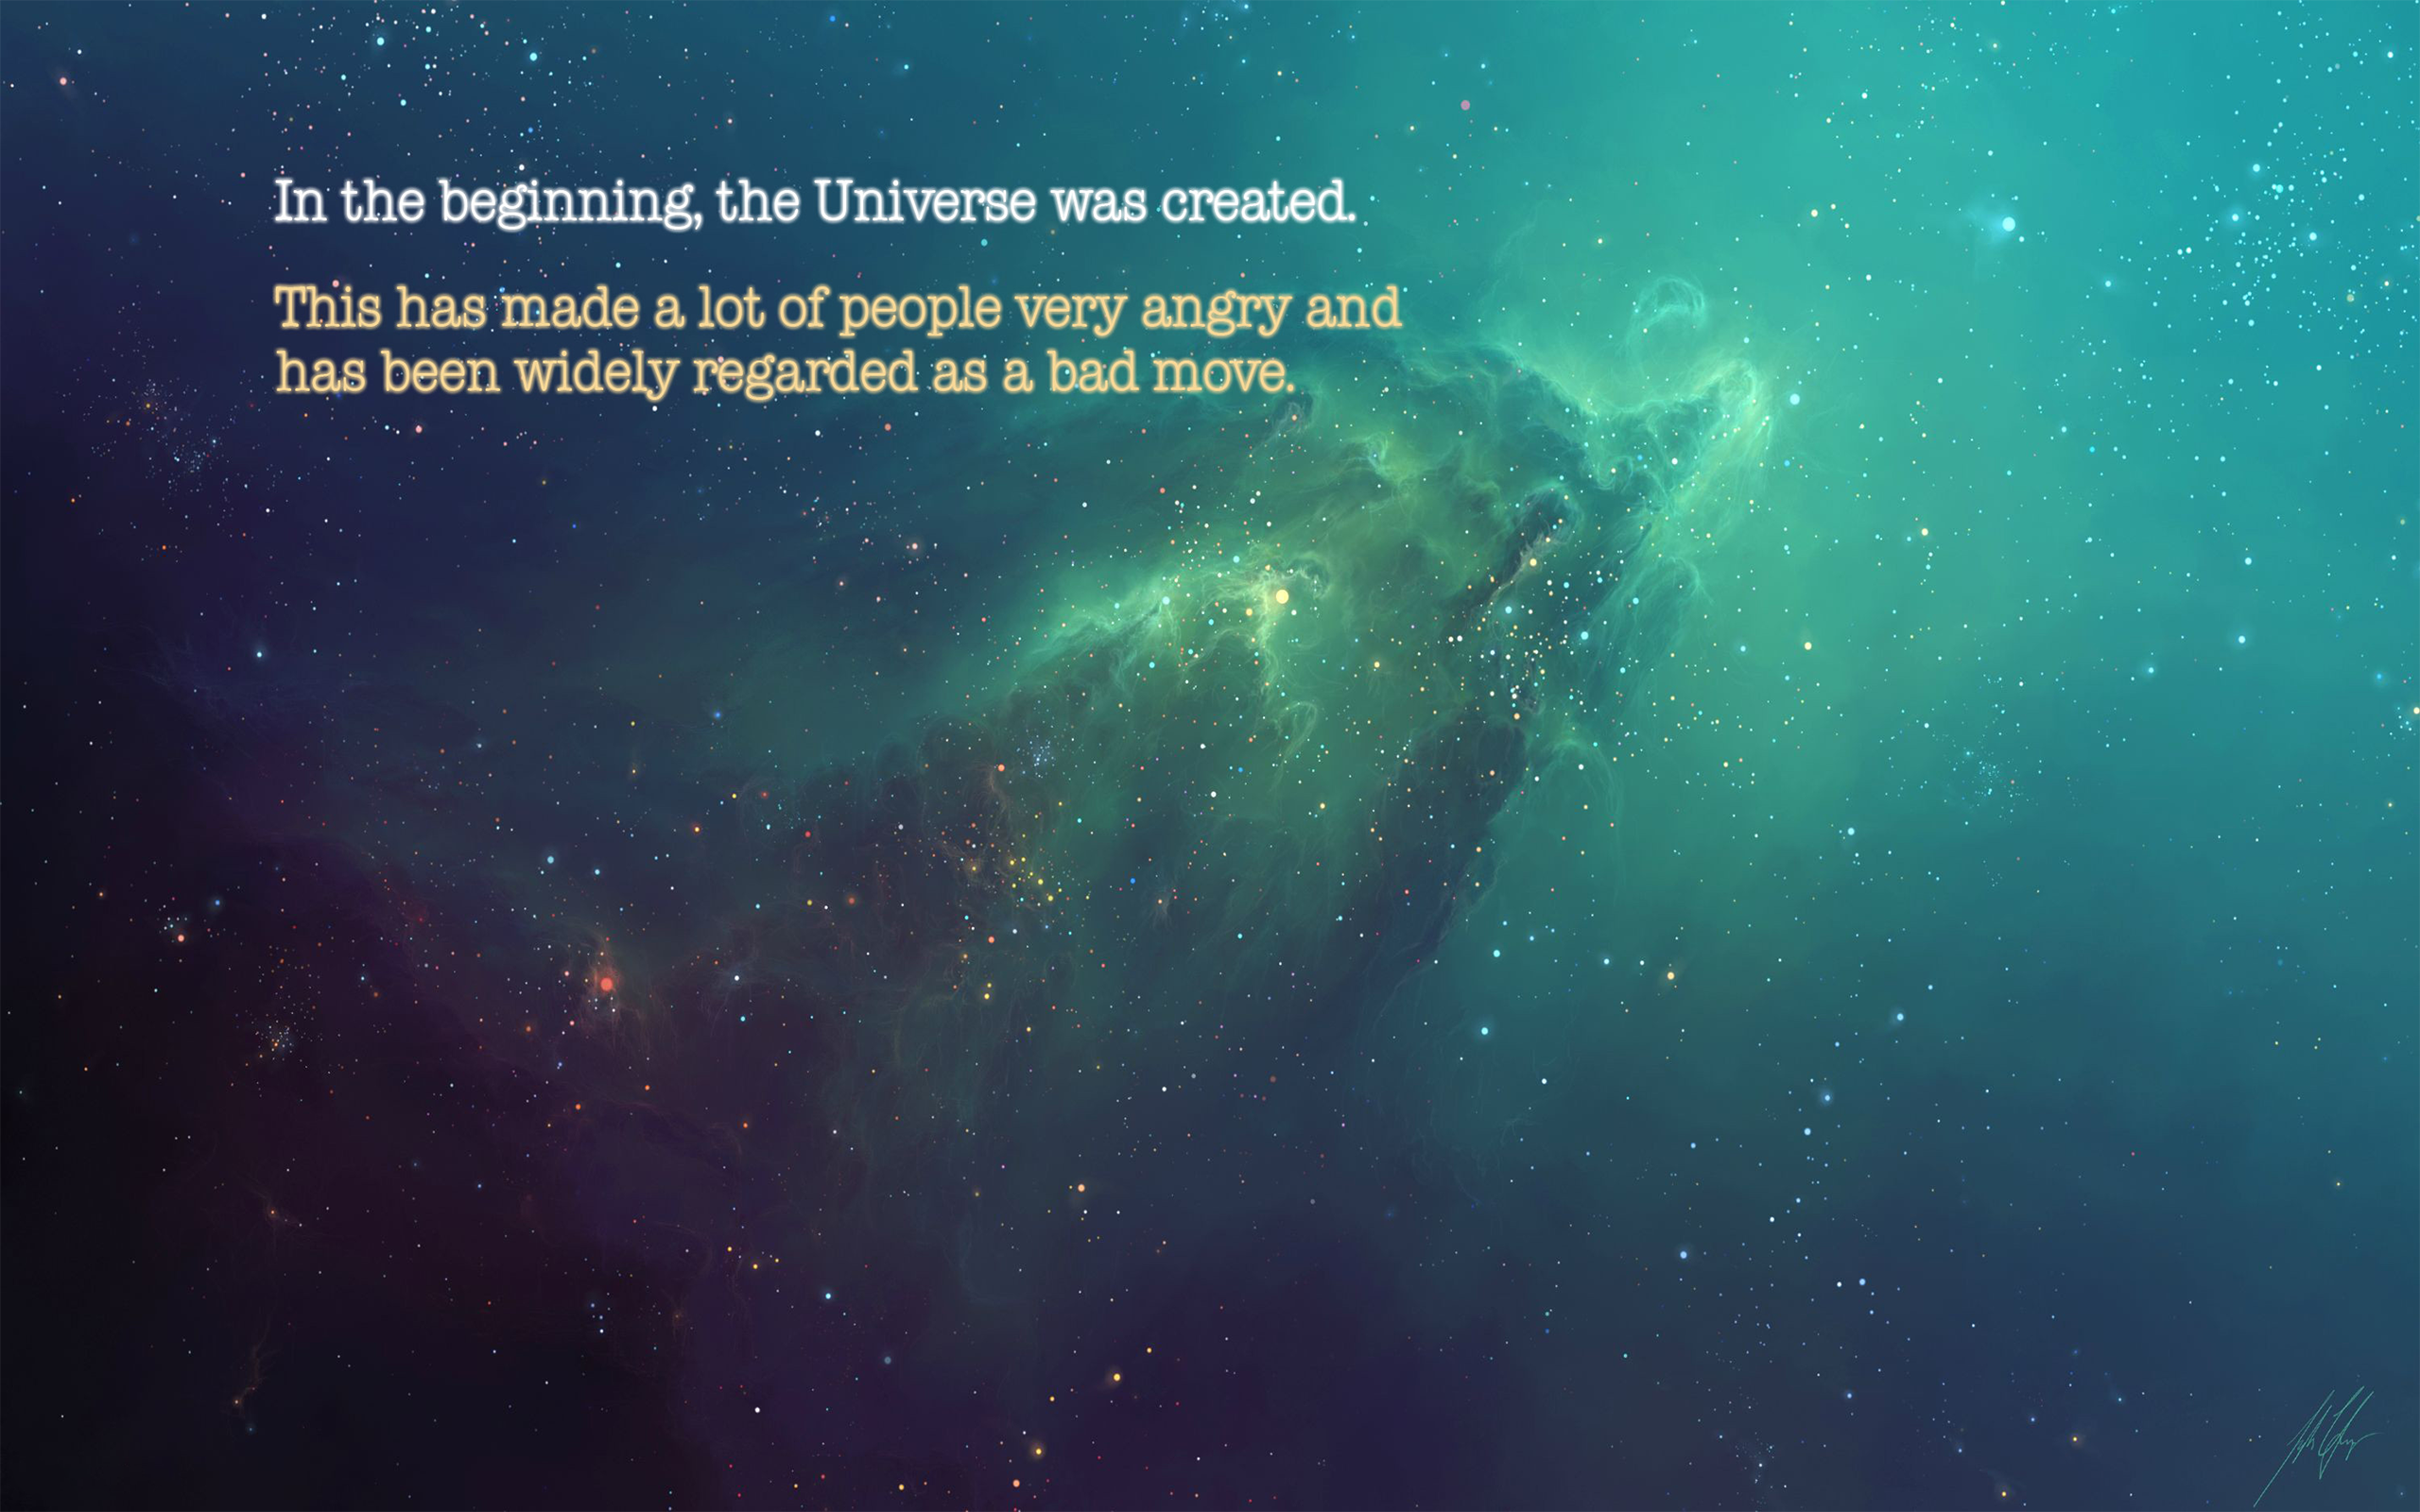 In the beginning, the Universe was created.
This has made a lot of people very angry and
has been widely regarded as a bad move.